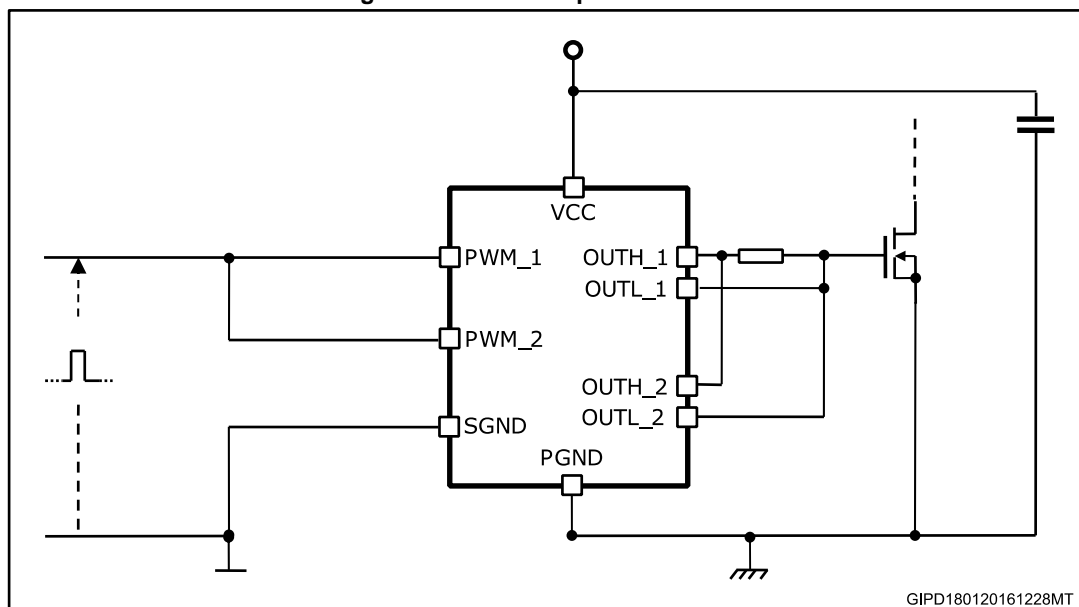 VCC
PWM_1
OUTH_1
OUTL_1
PWM_2
OUTH_2
OUTL_2
SGND
PGND
GIPD180120161228MT